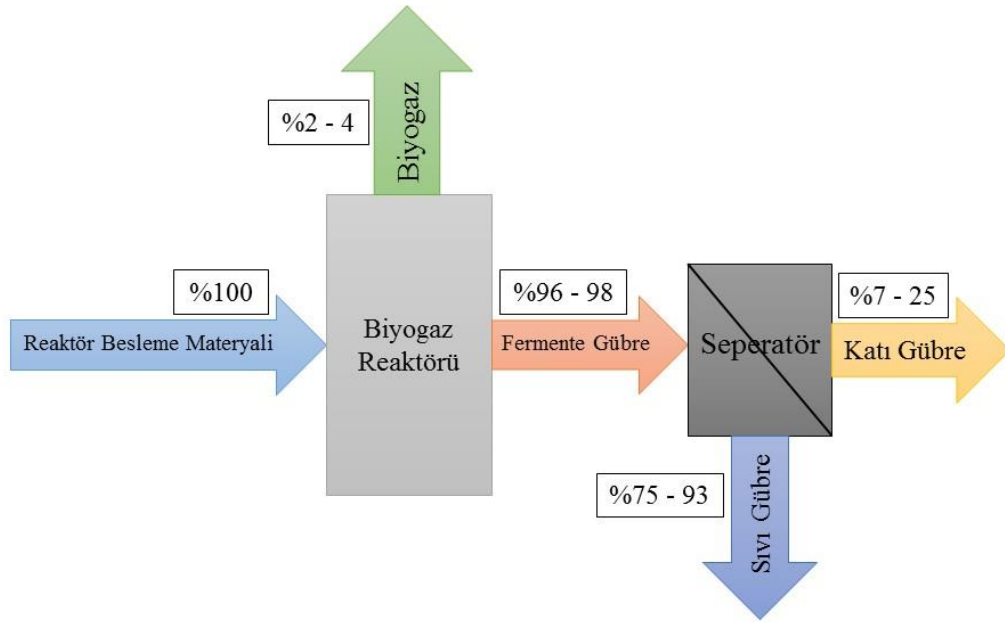 %2 - 4
Biyogaz
%100
Reaktör Besleme Materyali
Biyogaz
Reaktörü
%96 - 98
Fermente Gübre
Seperatör
%7 - 25
Katı Gübre
%75 - 93
Sıvı Gübre